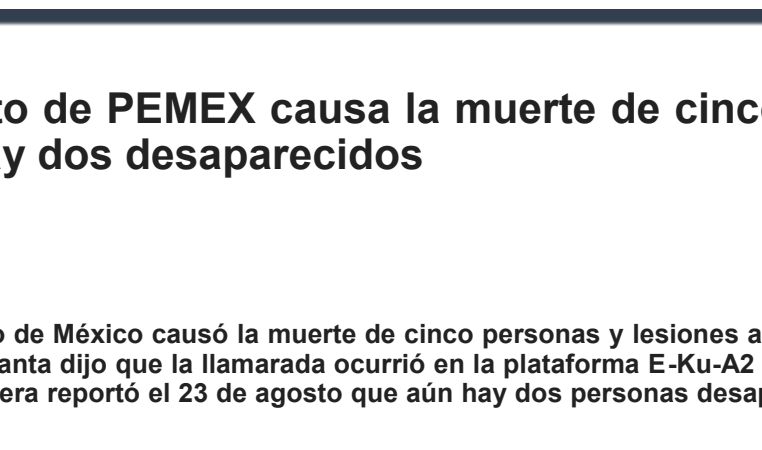 to de PEMEX causa la muerte de cinc
y dos desaparecidos
o de México causó la muerte de cinco personas y lesiones a
anta dijo que la llamarada ocurrió en la plataforma E-Ku-A2
era reportó el 23 de agosto que aún hay dos personas desap